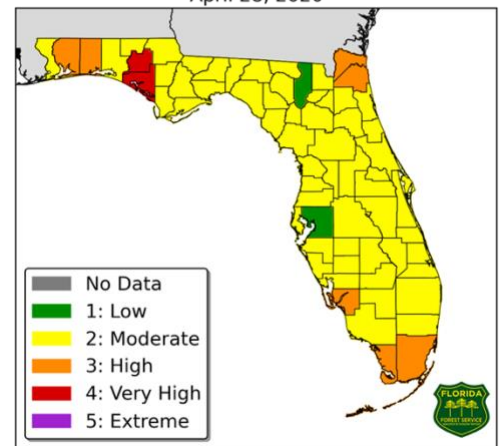 No Data
1: Low
2: Moderate
3: High
4: Very High
5: Extreme
FLORIDA
FOREST SERVICE